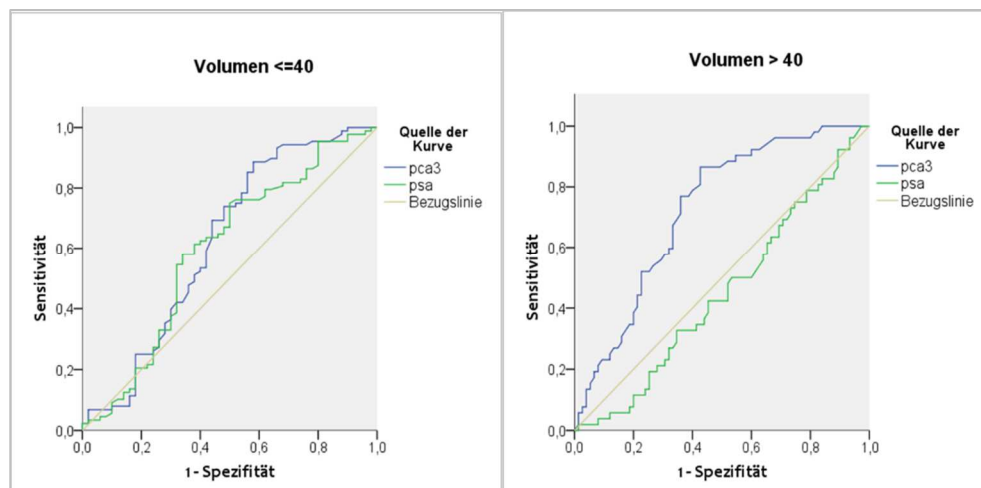 Volumen <=40
Quelle der
Kurve
pca3
psa
Bezugslinie
Sensitivität
1,0
0,8
0,6
0,4
0,2
0,0
0,0 0,2 0,4 0,6 0,8 1,0
1- Spezifität
Volumen > 40
Quelle der
Kurve
pca3
psa
Bezugslinie
Sensitivität
1,0
0,8
0,6
0,4
0,2
0,0
0,0 0,2 0,4 0,6 0,8 1,0
1- Spezifität